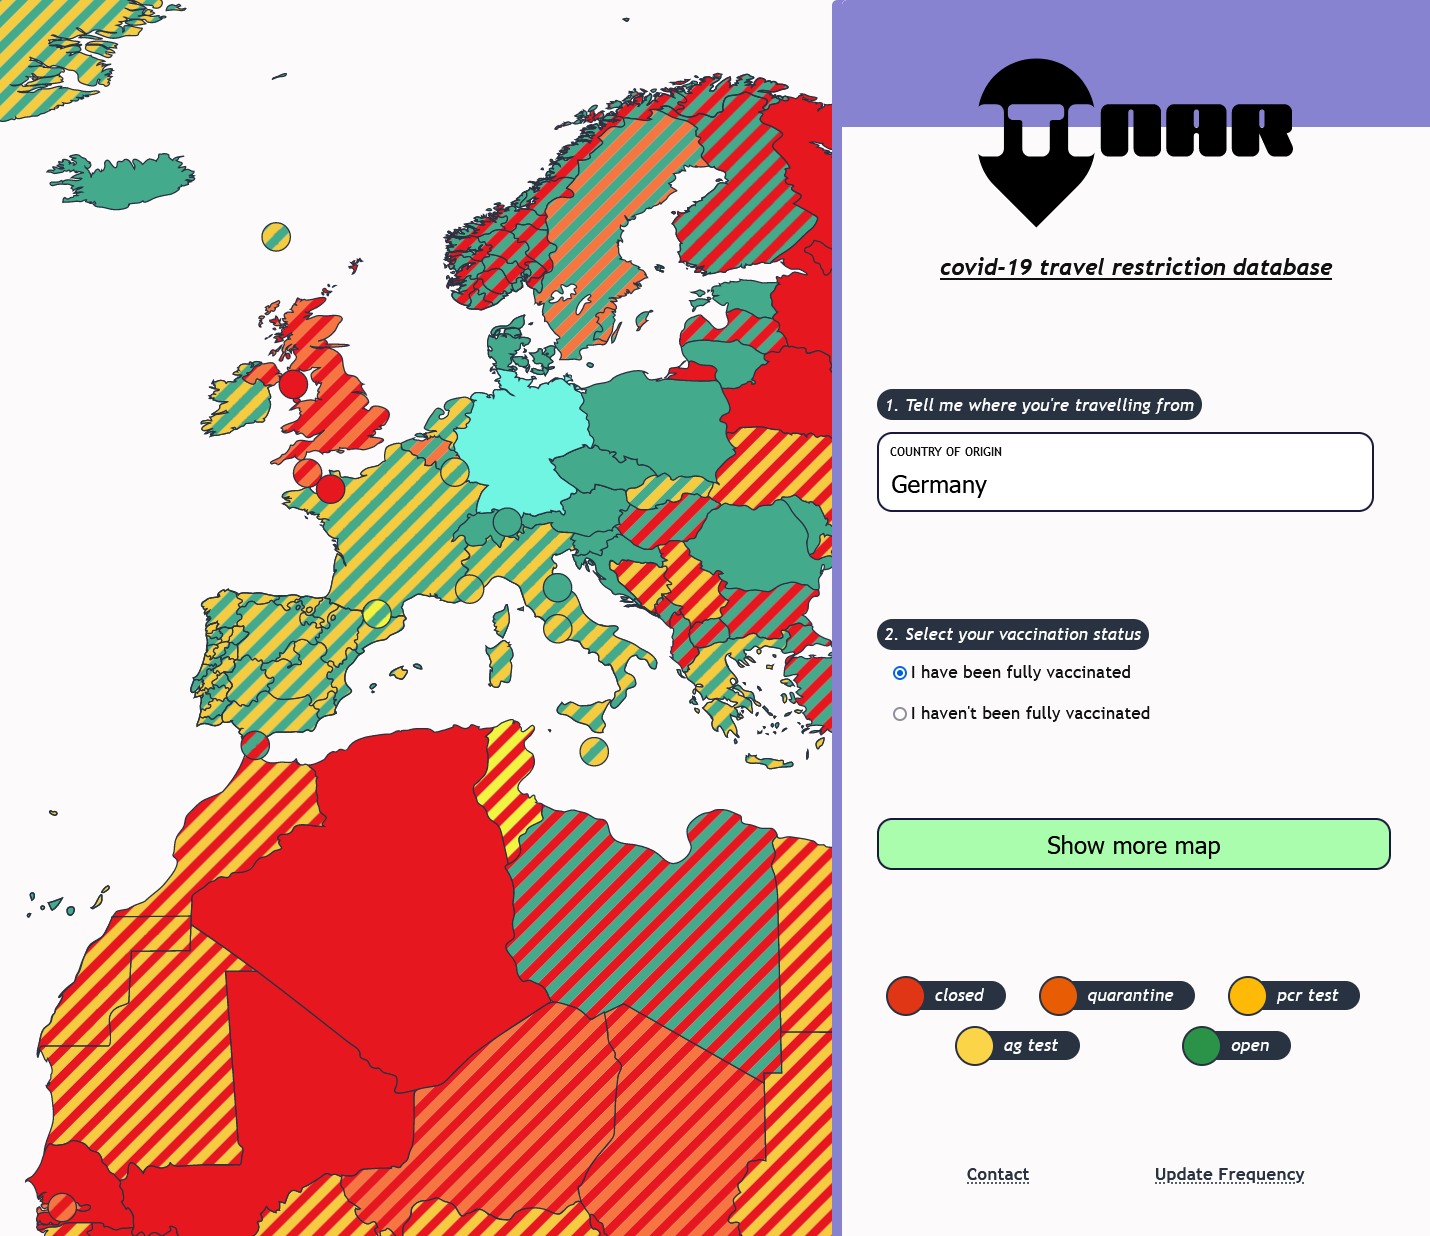 ITNAR
covid-19 travel restriction database
1. Tell me where you're travelling from
COUNTRY OF ORIGIN
Germany
2. Select your vaccination status
I have been fully vaccinated
I haven't been fully vaccinated
Show more map
closed
quarantine
pcr test
ag test
open
Contact
Update Frequency